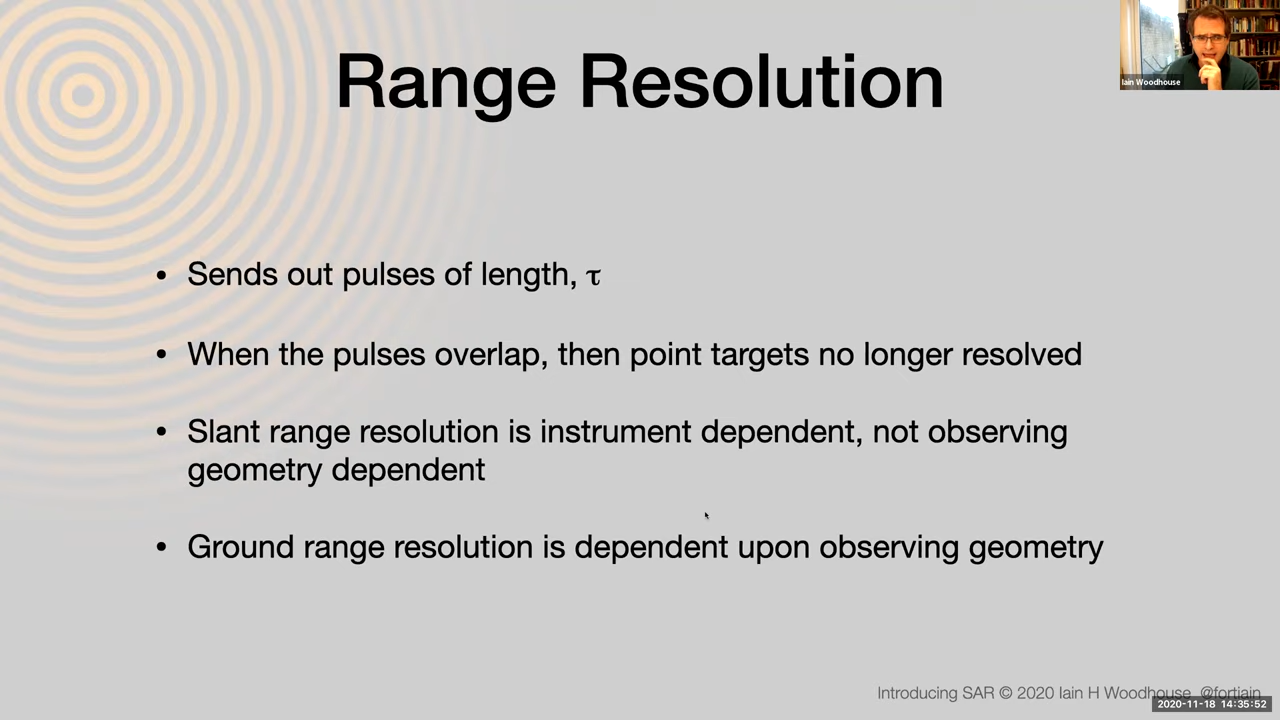 Range Resolution
Iain Woodhouse
• Sends out pulses of length, τ
• When the pulses overlap, then point targets no longer resolved
• Slant range resolution is instrument dependent, not observing
geometry dependent
• Ground range resolution is dependent upon observing geometry
Introducing SAR © 2020 Iain H Woodhouse @fortiain
2020-11-18 14:35:52